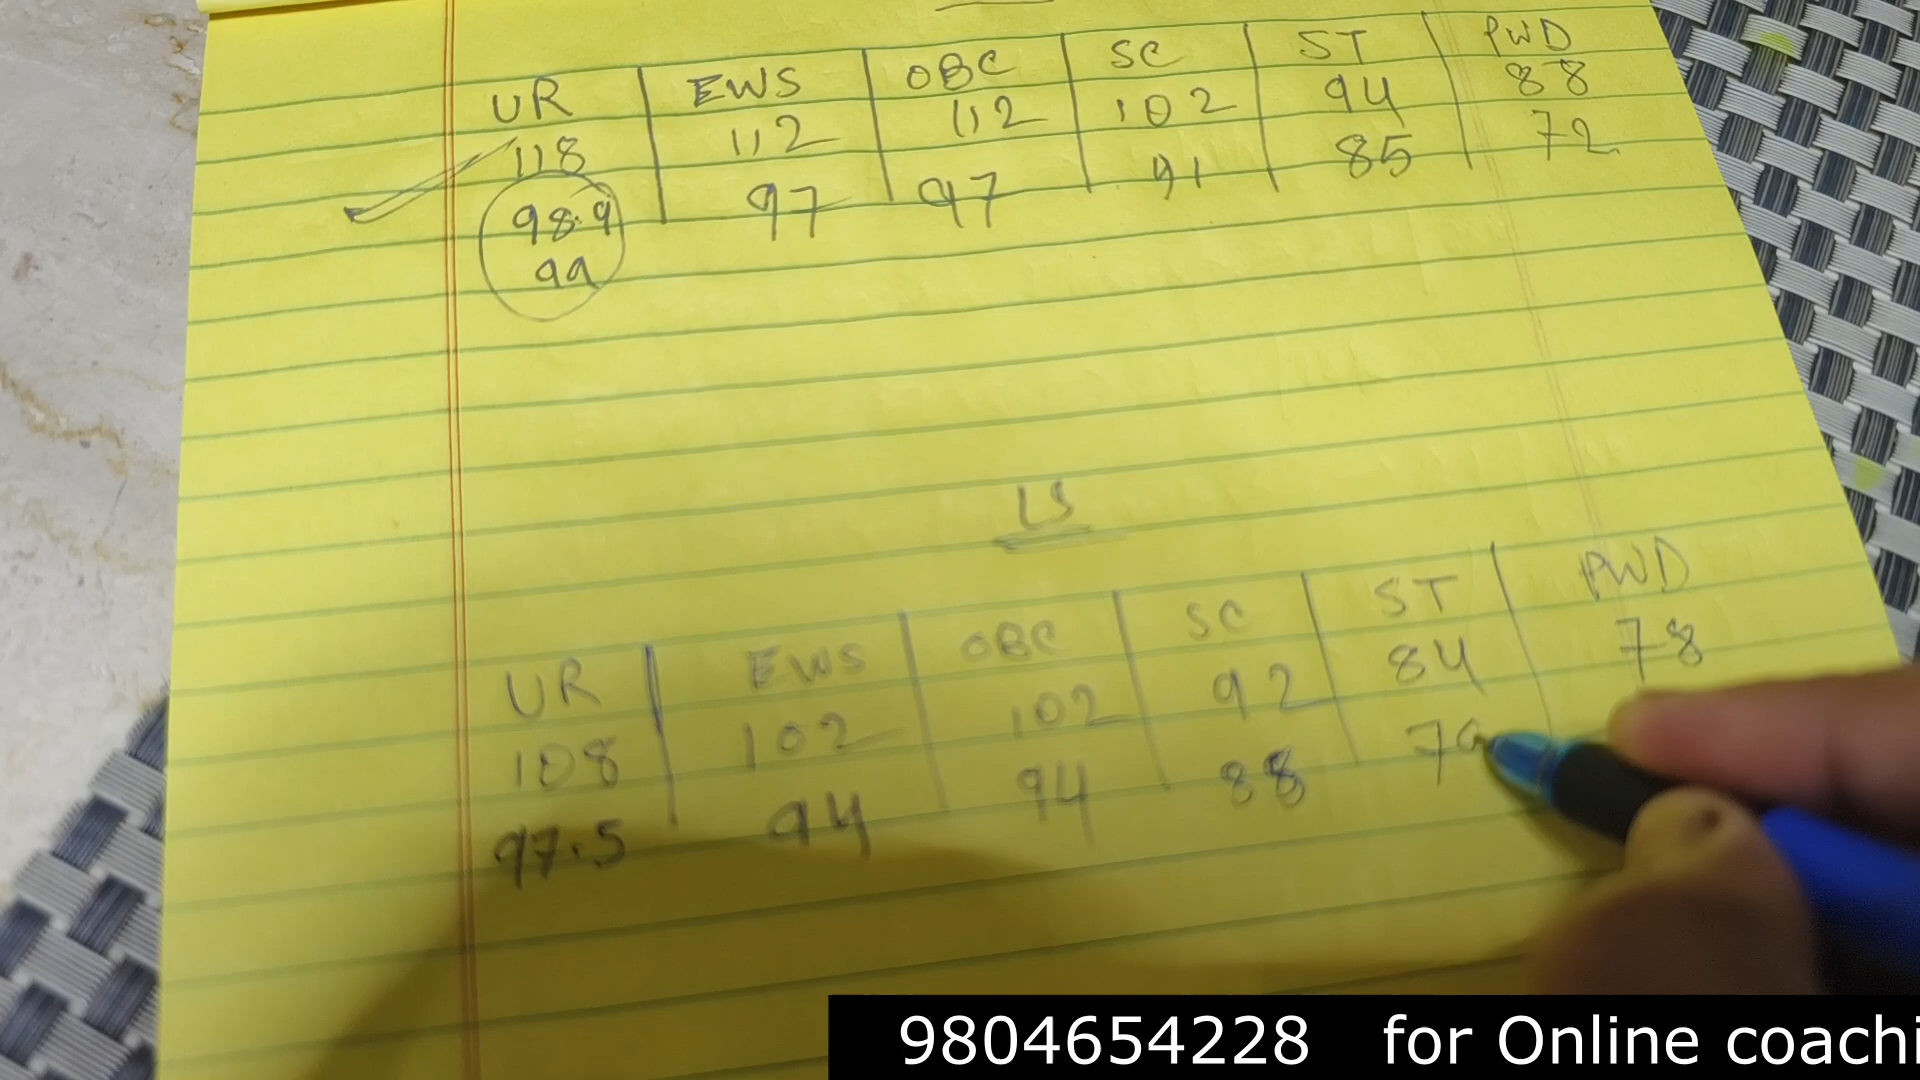 UR EWS OBC SC ST PWD
118 112 112 102 94 88
98.9 97 97 91 85 72
99
LS
UR EWS OBC SC ST PWD
108 102 102 92 84 78
97.5 94 94 88 79
9804654228 for Online coachi